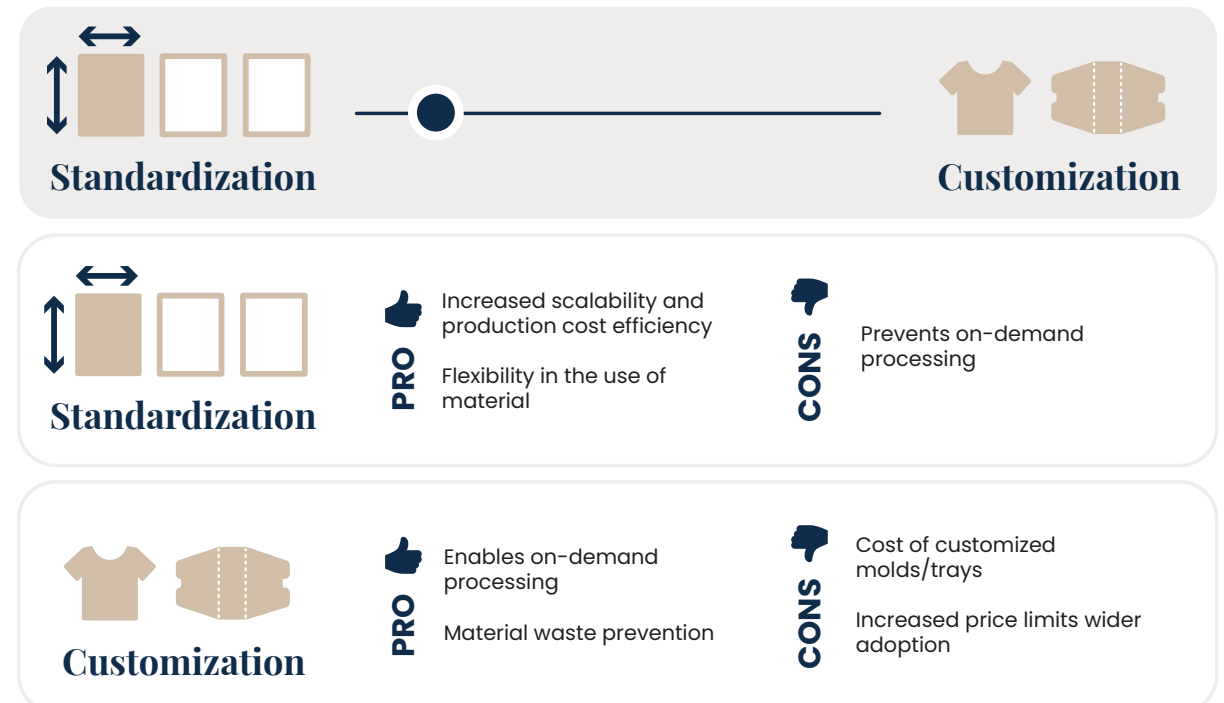 Standardization
Customization
Standardization
PRO
Increased scalability and
production cost efficiency
Flexibility in the use of
material
CONS
Prevents on-demand
processing
Customization
PRO
Enables on-demand
processing
Material waste prevention
CONS
Cost of customized
molds/trays
Increased price limits wider
adoption